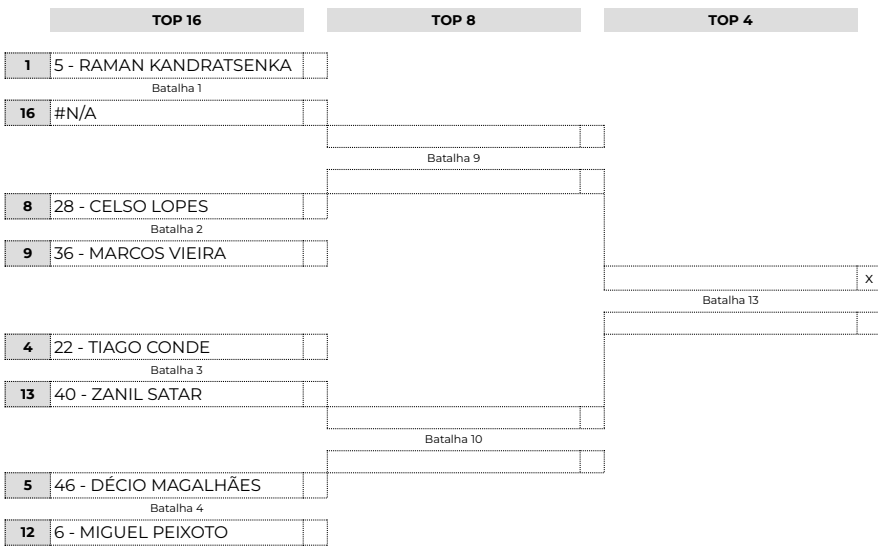 TOP 16 TOP 8 TOP 4
1 5 - RAMAN KANDRATSENKA
Batalha 1
16 #N/A
Batalha 9
8 28 - CELSO LOPES
Batalha 2
9 36 - MARCOS VIEIRA
x
Batalha 13
4 22 - TIAGO CONDE
Batalha 3
13 40 - ZANIL SATAR
Batalha 10
5 46 - DÉCIO MAGALHÃES
Batalha 4
12 6 - MIGUEL PEIXOTO